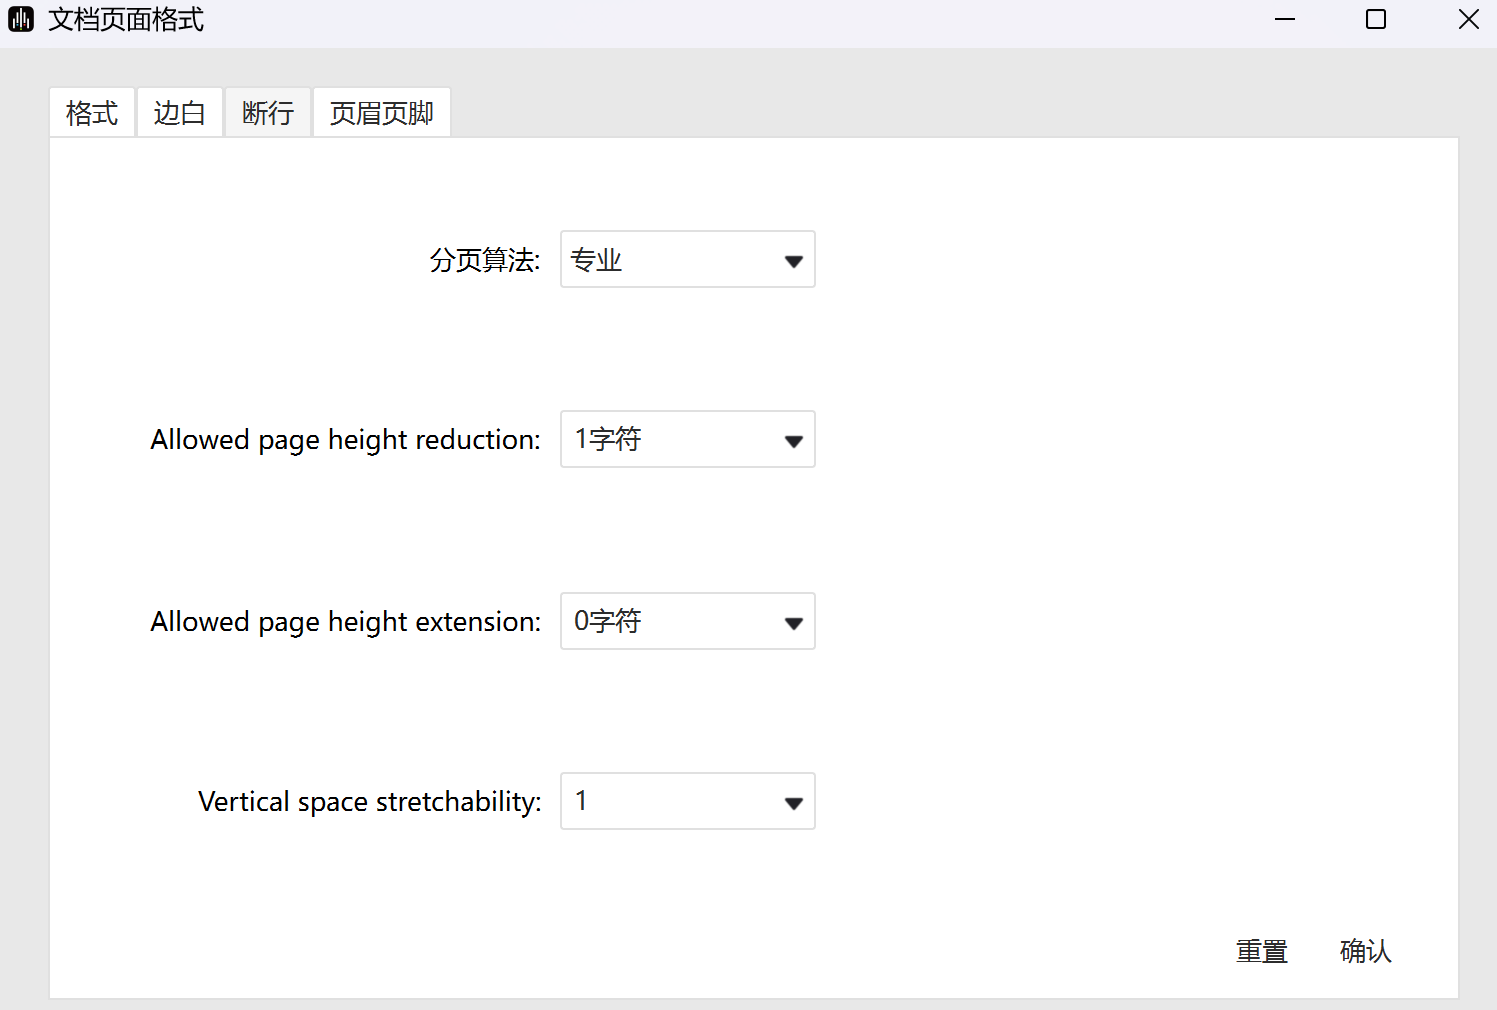 文档页面格式
格式 边白 断行 页眉页脚
分页算法: 专业
Allowed page height reduction: 1字符
Allowed page height extension: 0字符
Vertical space stretchability: 1
重置 确认